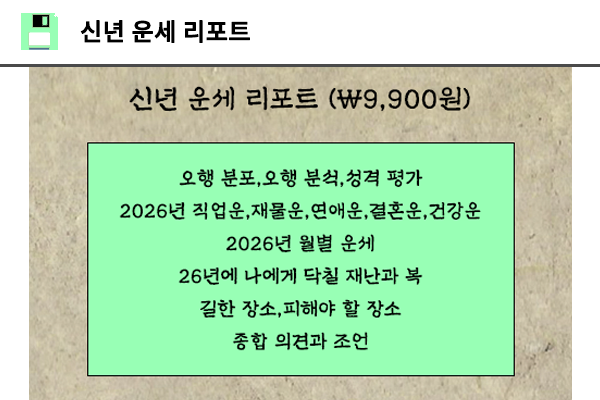 신년 운세 리포트
신년 운세 리포트 (₩9,900원)
오행 분포,오행 분석,성격 평가
2026년 직업운,재물운,연애운,결혼운,건강운
2026년 월별 운세
26년에 나에게 닥칠 재난과 복
길한 장소,피해야 할 장소
종합 의견과 조언